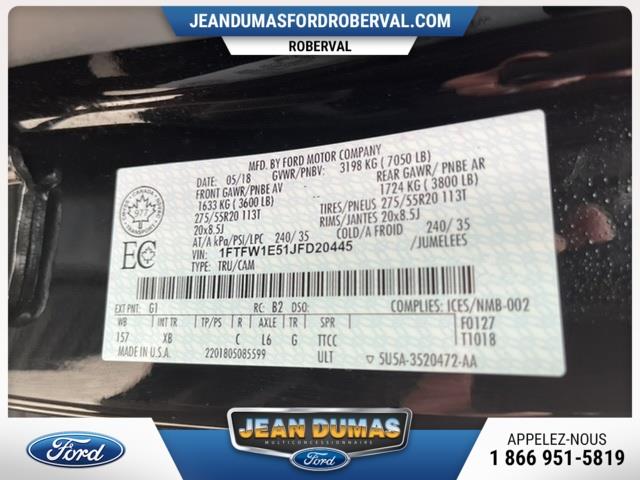 JEANDUMASFORDROBERVAL.COM
ROBERVAL
MFD. BY FORD MOTOR COMPANY
DATE: 05/18 GVWR/PNBV: 3198 KG ( 7050 LB)
FRONT GAWR/PNBE AV REAR GAWR/ PNBE AR
1633 KG ( 3600 LB) 1724 KG ( 3800 LB)
275/55R20 113T TIRES/PNEUS 275/55R20 113T
20x8.5J RIMS/JANTES 20x8.5J
AT/A kPa/PSI/LPC 240/ 35 COLD/A FROID 240/ 35
VIN: 1FTFW1E51JFD20445 /JUMELEES
TYPE: TRU/CAM
977
EC
EXT PNT: G1 RC: B2 DSO: COMPLIES: ICES/NMB-002
WB INT TR TP/PS R AXLE TR SPR F0127
157 XB C L6 G TTCC T1018
MADE IN U.S.A. 2201805085599 ULT 5U5A-3520472-AA
Ford
JEAN DUMAS
MULTICONCESSIONNAIRE
Ford
APPELEZ-NOUS
1 866 951-5819